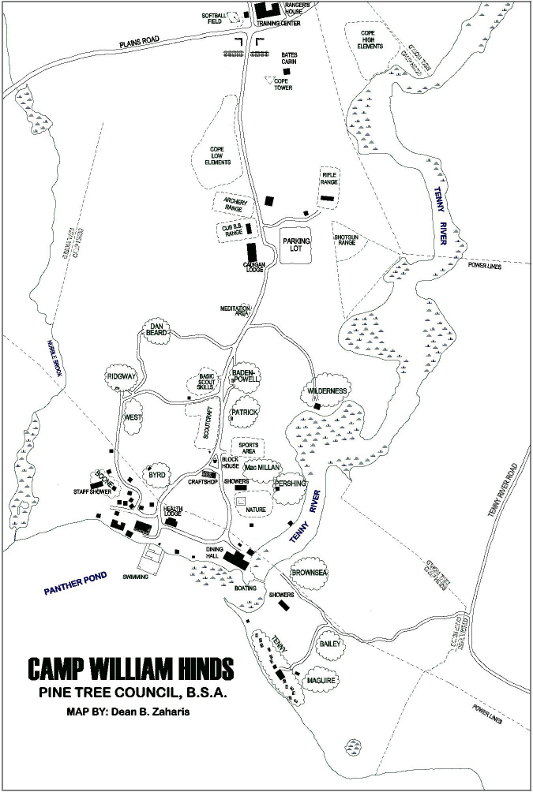 RANGER'S
HOUSE
SOFTBALL
FIELD
TRAINING CENTER
PLAINS ROAD
BATES
CABIN
COPE
TOWER
COPE
HIGH
ELEMENTS
COPE
LOW
ELEMENTS
RIFLE
RANGE
ARCHERY
RANGE
CUB B.B.
RANGE
PARKING
LOT
SHOTGUN
RANGE
CADIGAN
LODGE
TENNY RIVER
POWER LINES
MEDITATION
AREA
DAN
BEARD
RIDGWAY
BASIC
SCOUT
SKILLS
BADEN-
POWELL
WILDERNESS
WEST
PATRICK
SCOUTCRAFT
SPORTS
AREA
BLOCK
HOUSE
MacMILLAN
BYRD
BOONE
STAFF SHOWER
CRAFTSHOP
SHOWERS
PERSHING
HEALTH
LODGE
NATURE
TENNY RIVER
TENNY RIVER ROAD
DINING
HALL
SWIMMING
PANTHER POND
BOATING
BROWNSEA
SHOWERS
TENNY
BAILEY
MAGUIRE
POWER LINES
CAMP WILLIAM HINDS
PINE TREE COUNCIL, B.S.A.
MAP BY: Dean B. Zaharis